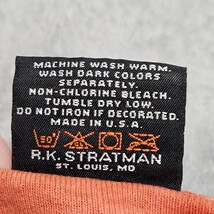 MACHINE WASH WARM.
WASH DARK COLORS
SEPARATELY.
NON-CHLORINE BLEACH.
TUMBLE DRY LOW.
DO NOT IRON IF DECORATED.
MADE IN U.S.A.
50°
R.K. STRATMAN
ST. LOUIS, MO